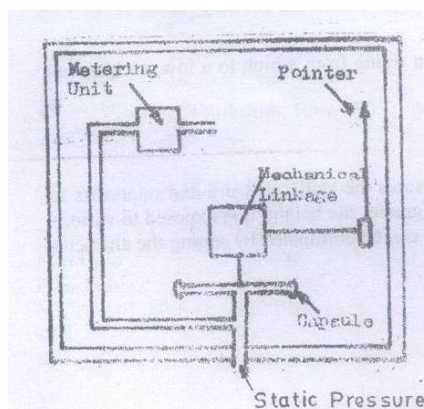 Metering
Unit
Pointer
Mechanical
Linkage
Capsule
Static Pressure